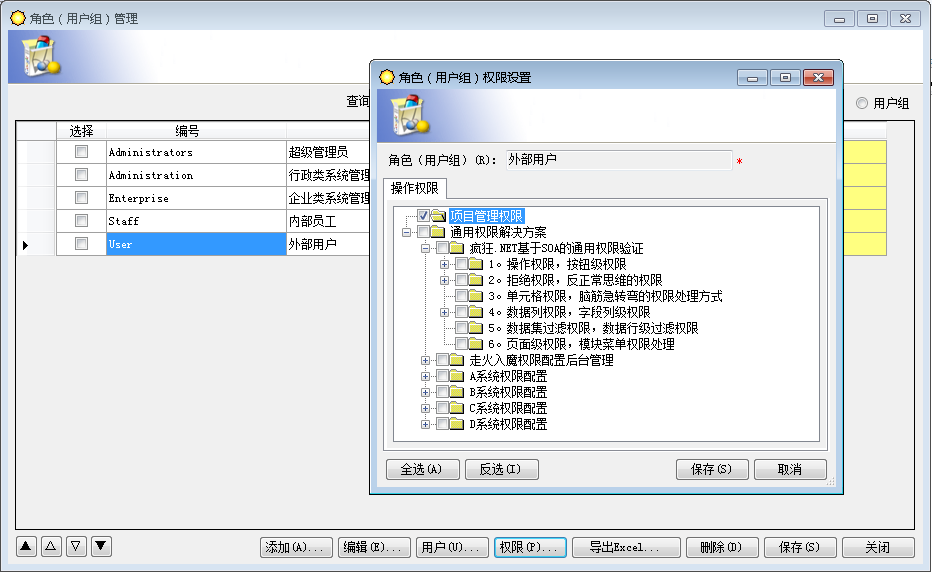 角色（用户组）管理
查询
用户组
选择 编号
Administrators 超级管理员
Administration 行政类系统管理
Enterprise 企业类系统管理
Staff 内部员工
User 外部用户
角色（用户组）权限设置
角色（用户组）(R): 外部用户 *
操作权限
项目管理权限
通用权限解决方案
疯狂.NET基于SOA的通用权限验证
1。操作权限，按钮级权限
2。拒绝权限，反正常思维的权限
3。单元格权限，脑筋急转弯的权限处理方式
4。数据列权限，字段列级权限
5。数据集过滤权限，数据行级过滤权限
6。页面级权限，模块菜单权限处理
走火入魔权限配置后台管理
A系统权限配置
B系统权限配置
C系统权限配置
D系统权限配置
全选(A) 反选(I) 保存(S) 取消
添加(A)... 编辑(E)... 用户(U)... 权限(P)... 导出Excel... 删除(D) 保存(S) 关闭